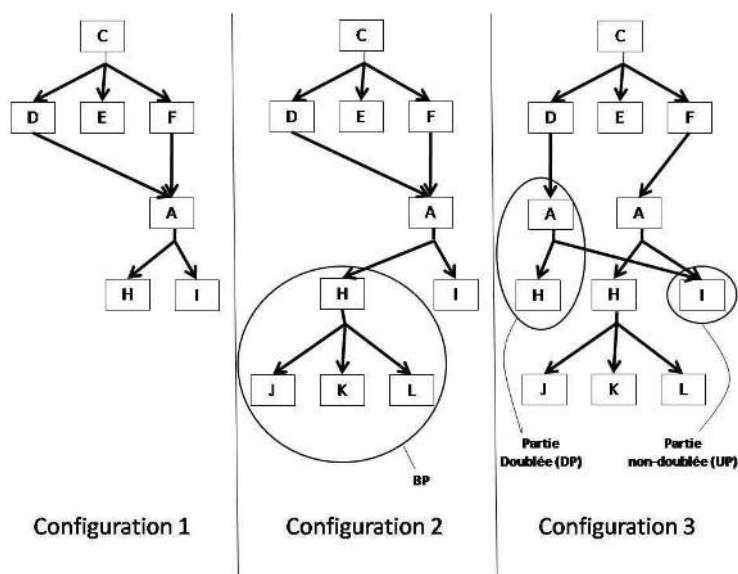 C
D E F
A
H I
Configuration 1
C
D E F
A
H I
J K L
BP
Configuration 2
C
D E F
A A
H H I
J K L
Partie
Doublée (DP)
Partie
non-doublée (UP)
Configuration 3